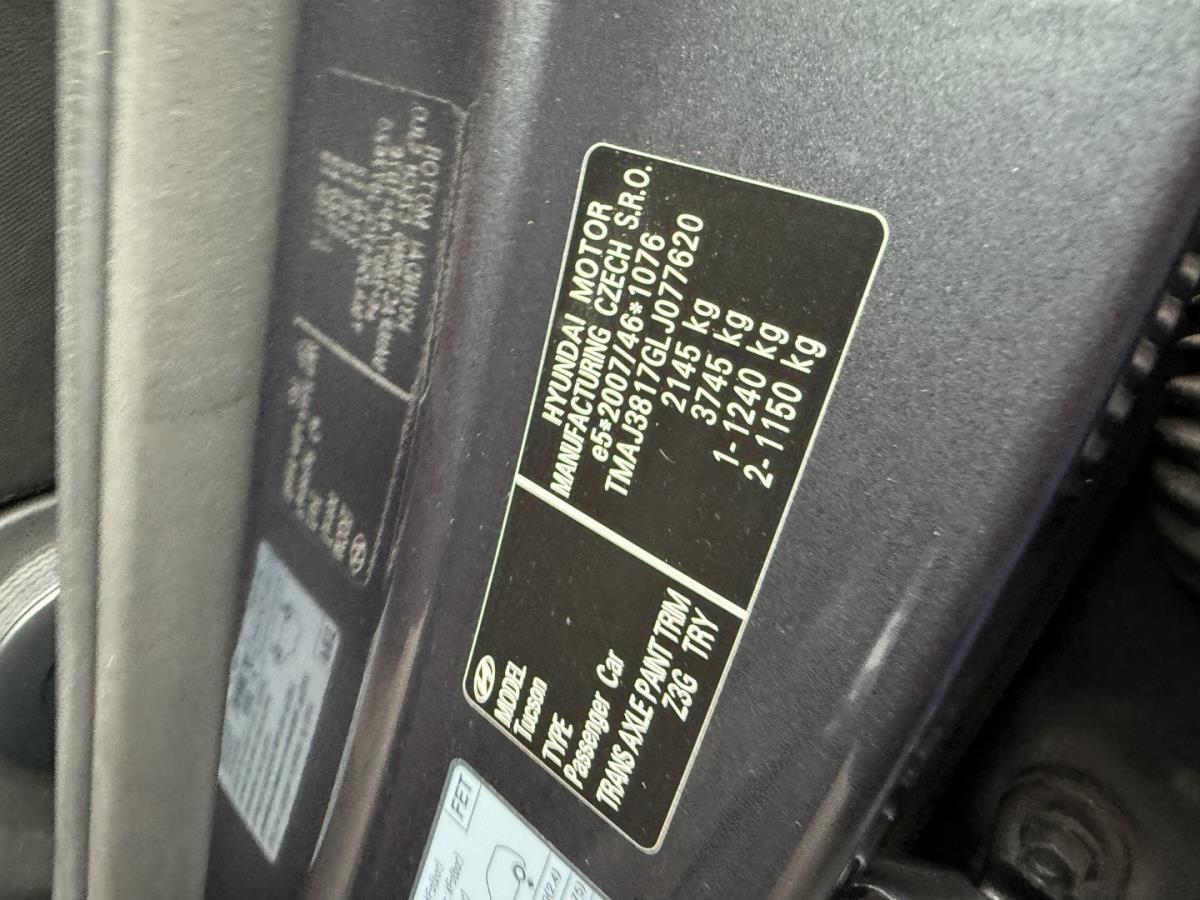 HYUNDAI MOTOR
MANUFACTURING CZECH S.R.O.
e5*2007/46*1076
TMAJ3817GLJ077620
2145 kg
3745 kg
1- 1240 kg
2- 1150 kg
MODEL
Tucson
TYPE
Passenger Car
TRANS AXLE PAINT TRIM
Z3G TRY
FET